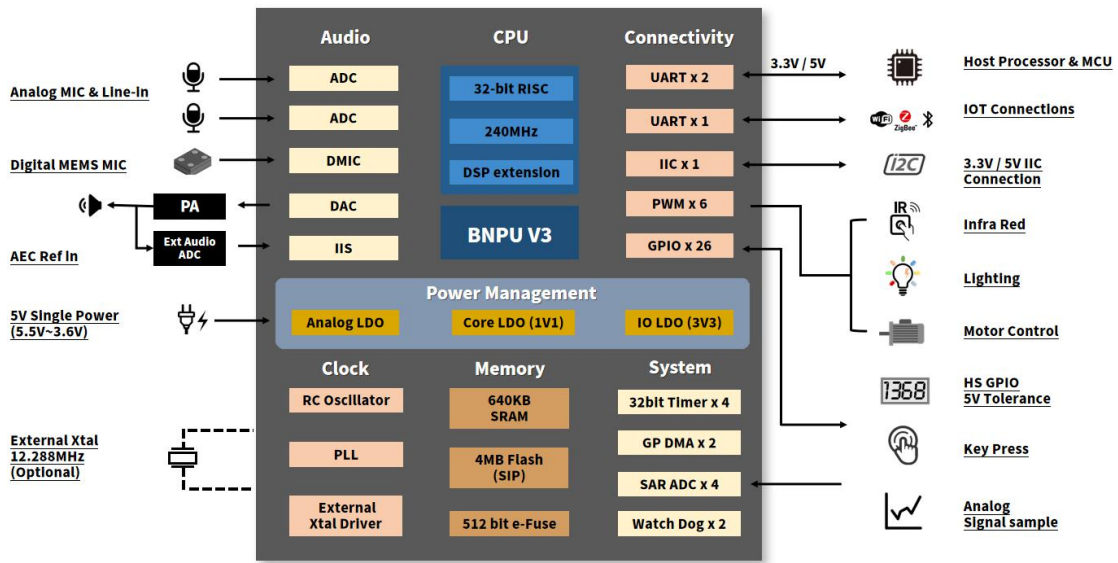 Audio
CPU
Connectivity
ADC
ADC
DMIC
DAC
IIS
32-bit RISC
240MHz
DSP extension
BNPU V3
UART x 2
UART x 1
IIC x 1
PWM x 6
GPIO x 26
Power Management
Analog LDO
Core LDO (1V1)
IO LDO (3V3)
Clock
Memory
System
RC Oscillator
PLL
External
Xtal Driver
640KB
SRAM
4MB Flash
(SIP)
512 bit e-Fuse
32bit Timer x 4
GP DMA x 2
SAR ADC x 4
Watch Dog x 2
Analog MIC & Line-in
Digital MEMS MIC
PA
Ext Audio
ADC
AEC Ref in
5V Single Power
(5.5V~3.6V)
External Xtal
12.288MHz
(Optional)
3.3V / 5V
Host Processor & MCU
WiFi
ZigBee
IOT Connections
I2C
3.3V / 5V IIC
Connection
IR
Infra Red
Lighting
Motor Control
1368
HS GPIO
5V Tolerance
Key Press
Analog
Signal sample